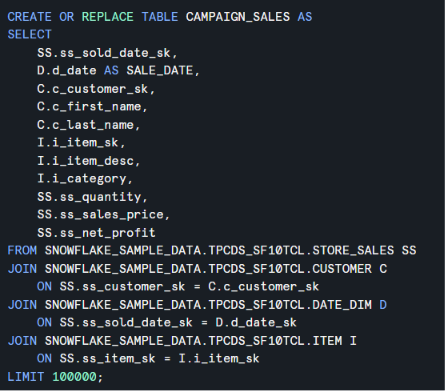 CREATE OR REPLACE TABLE CAMPAIGN_SALES AS
SELECT
    SS.ss_sold_date_sk,
    D.d_date AS SALE_DATE,
    C.c_customer_sk,
    C.c_first_name,
    C.c_last_name,
    I.i_item_sk,
    I.i_item_desc,
    I.i_category,
    SS.ss_quantity,
    SS.ss_sales_price,
    SS.ss_net_profit
FROM SNOWFLAKE_SAMPLE_DATA.TPCDS_SF10TCL.STORE_SALES SS
JOIN SNOWFLAKE_SAMPLE_DATA.TPCDS_SF10TCL.CUSTOMER C
    ON SS.ss_customer_sk = C.c_customer_sk
JOIN SNOWFLAKE_SAMPLE_DATA.TPCDS_SF10TCL.DATE_DIM D
    ON SS.ss_sold_date_sk = D.d_date_sk
JOIN SNOWFLAKE_SAMPLE_DATA.TPCDS_SF10TCL.ITEM I
    ON SS.ss_item_sk = I.i_item_sk
LIMIT 100000;